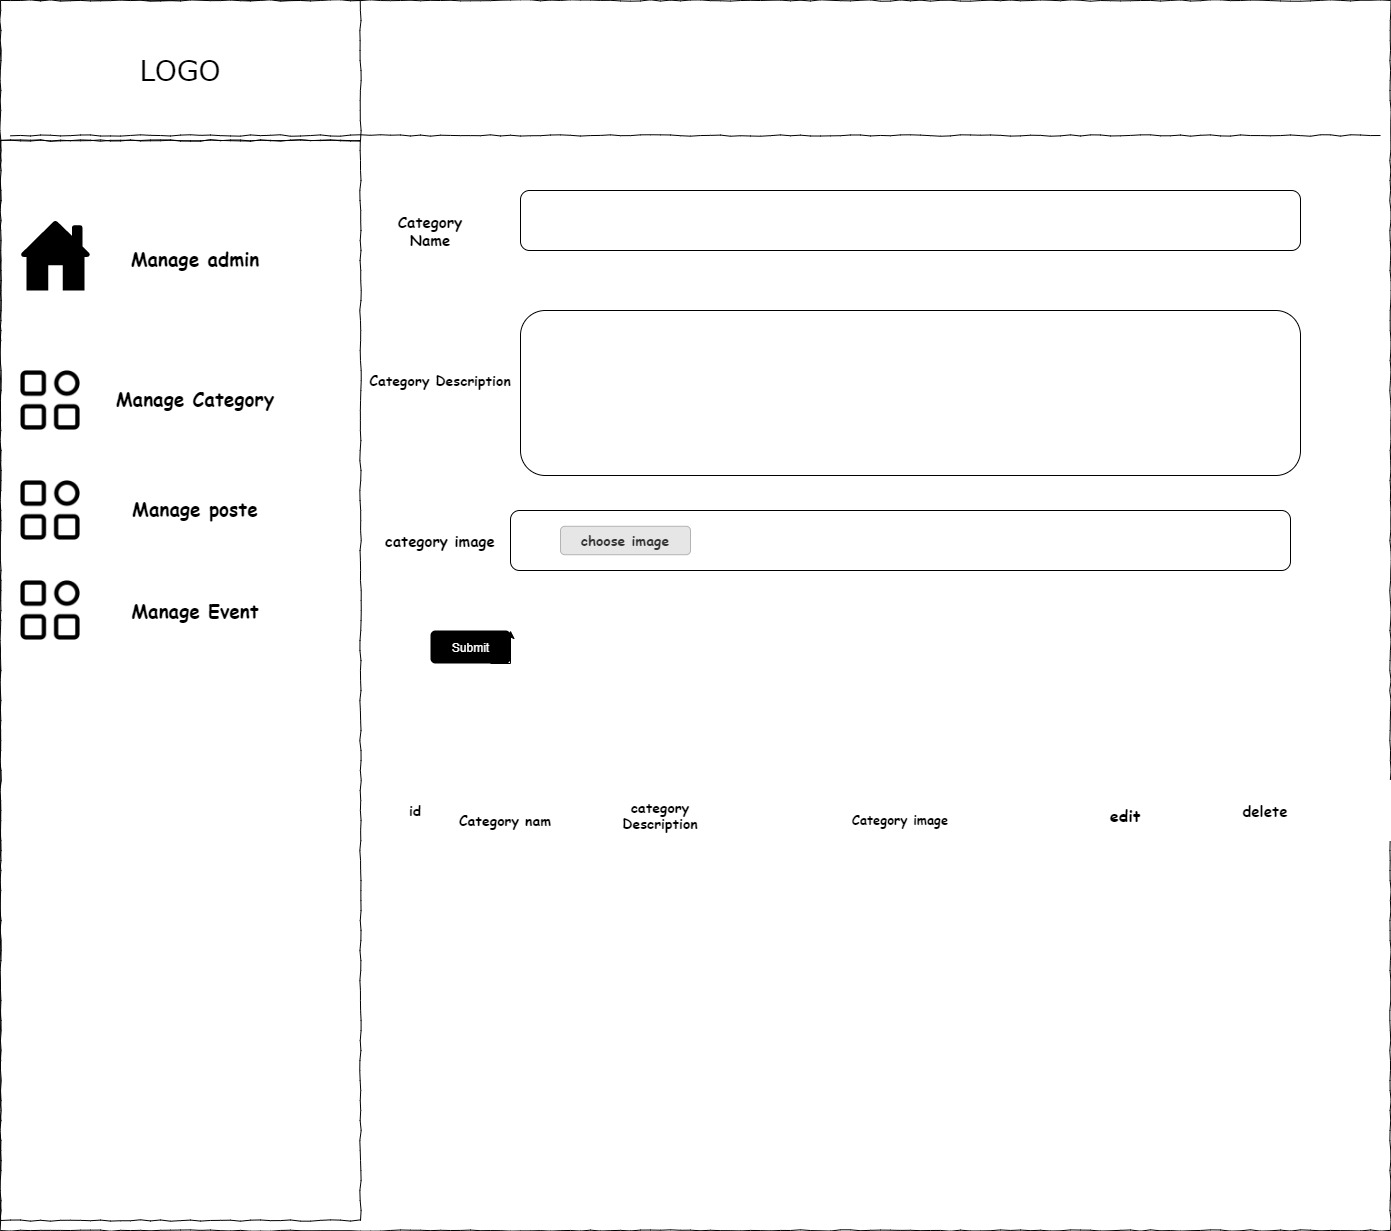 LOGO
Manage admin
Manage Category
Manage poste
Manage Event
Category
Name
Category Description
category image
choose image
Submit
id
Category nam
category
Description
Category image
edit
delete